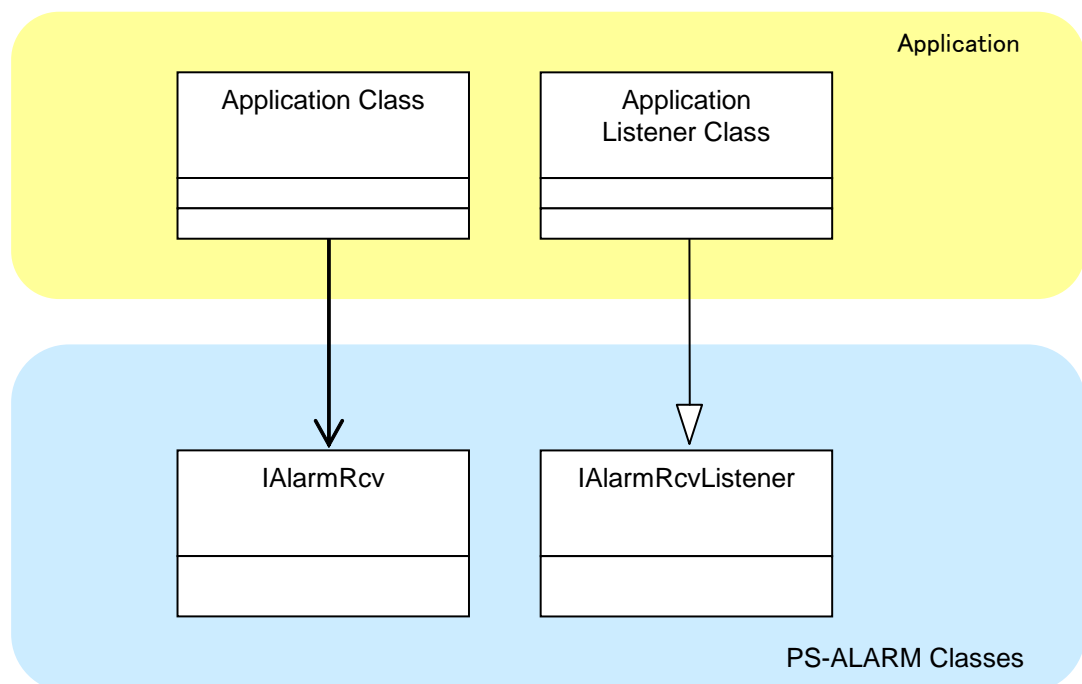 Application
Application Class
Application
Listener Class
IAlarmRcv
IAlarmRcvListener
PS-ALARM Classes